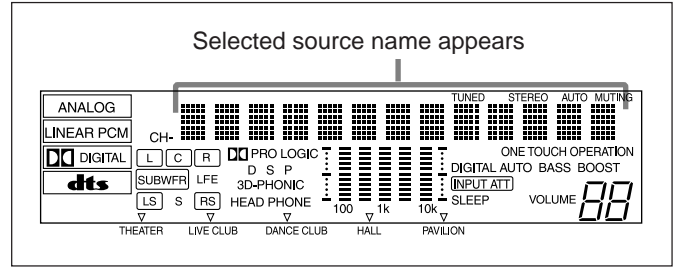 Selected source name appears
TUNED STEREO AUTO MUTING
ANALOG
LINEAR PCM
CH-
DIGITAL
L C R
PRO LOGIC
ONE TOUCH OPERATION
D S P
DIGITAL AUTO BASS BOOST
dts
SUBWFR LFE
3D-PHONIC
INPUT ATT
LS S RS
HEAD PHONE
100 1k 10k
SLEEP
VOLUME 88
THEATER LIVE CLUB DANCE CLUB HALL PAVILION